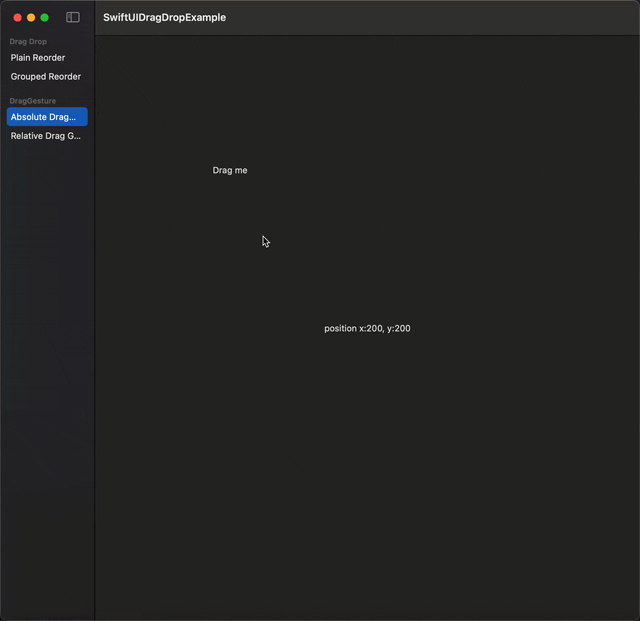 SwiftUIDragDropExample
Drag Drop
Plain Reorder
Grouped Reorder
DragGesture
Absolute Drag...
Relative Drag G...
Drag me
position x:200, y:200